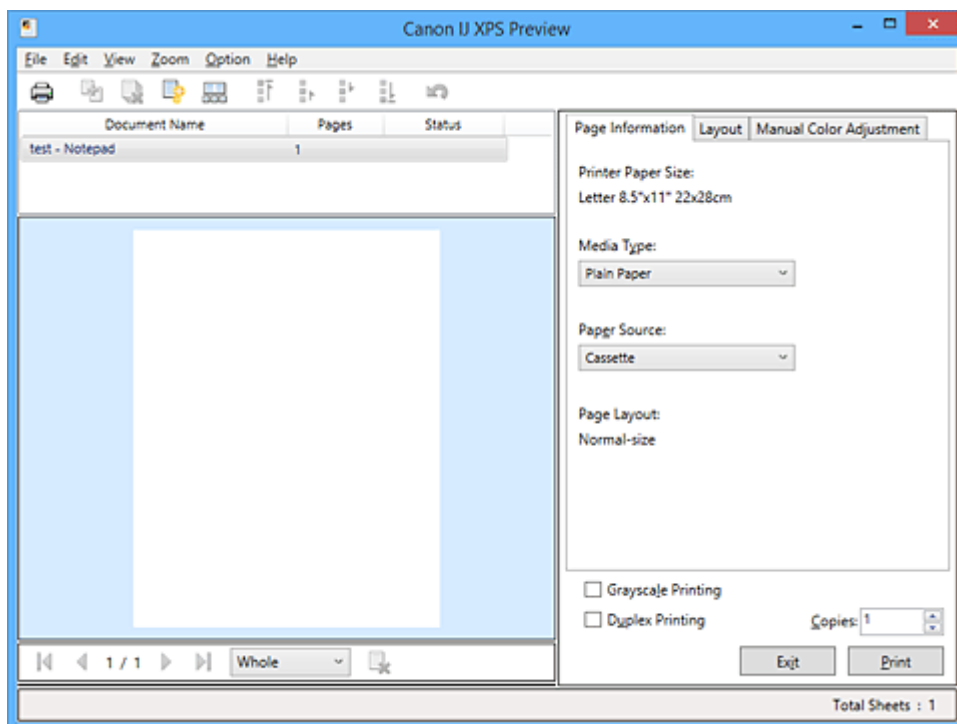 Canon IJ XPS Preview
File Edit View Zoom Option Help
Document Name Pages Status
test - Notepad 1
Page Information Layout Manual Color Adjustment
Printer Paper Size:
Letter 8.5"x11" 22x28cm
Media Type:
Plain Paper
Paper Source:
Cassette
Page Layout:
Normal-size
Grayscale Printing
Duplex Printing Copies: 1
1 / 1 Whole Exit Print
Total Sheets : 1